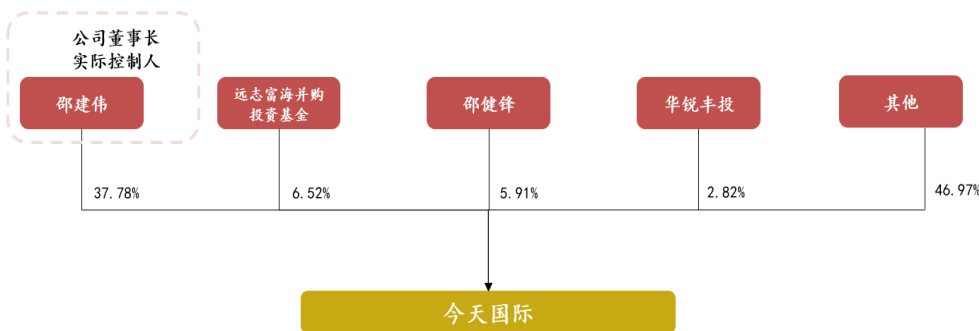 公司董事长
实际控制人
邵建伟
远志富海并购
投资基金
邵健锋
华锐丰投
其他
37.78%
6.52%
5.91%
2.82%
46.97%
今天国际